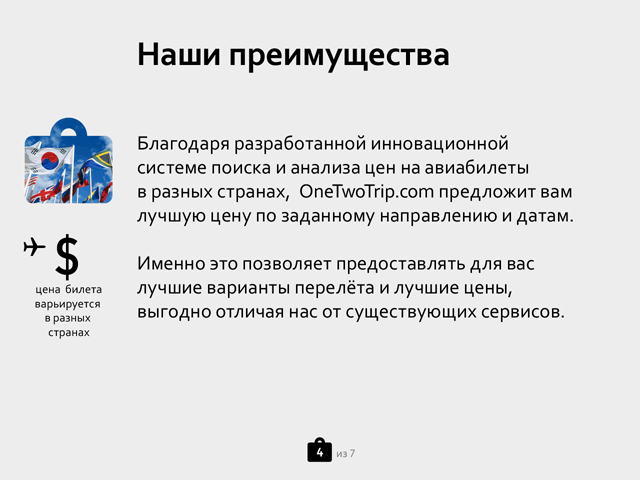 Наши преимущества
Благодаря разработанной инновационной
системе поиска и анализа цен на авиабилеты
в разных странах, OneTwoTrip.com предложит вам
лучшую цену по заданному направлению и датам.
Именно это позволяет предоставлять для вас
лучшие варианты перелёта и лучшие цены,
выгодно отличая нас от существующих сервисов.
$
цена билета
варьируется
в разных
странах
4 из 7